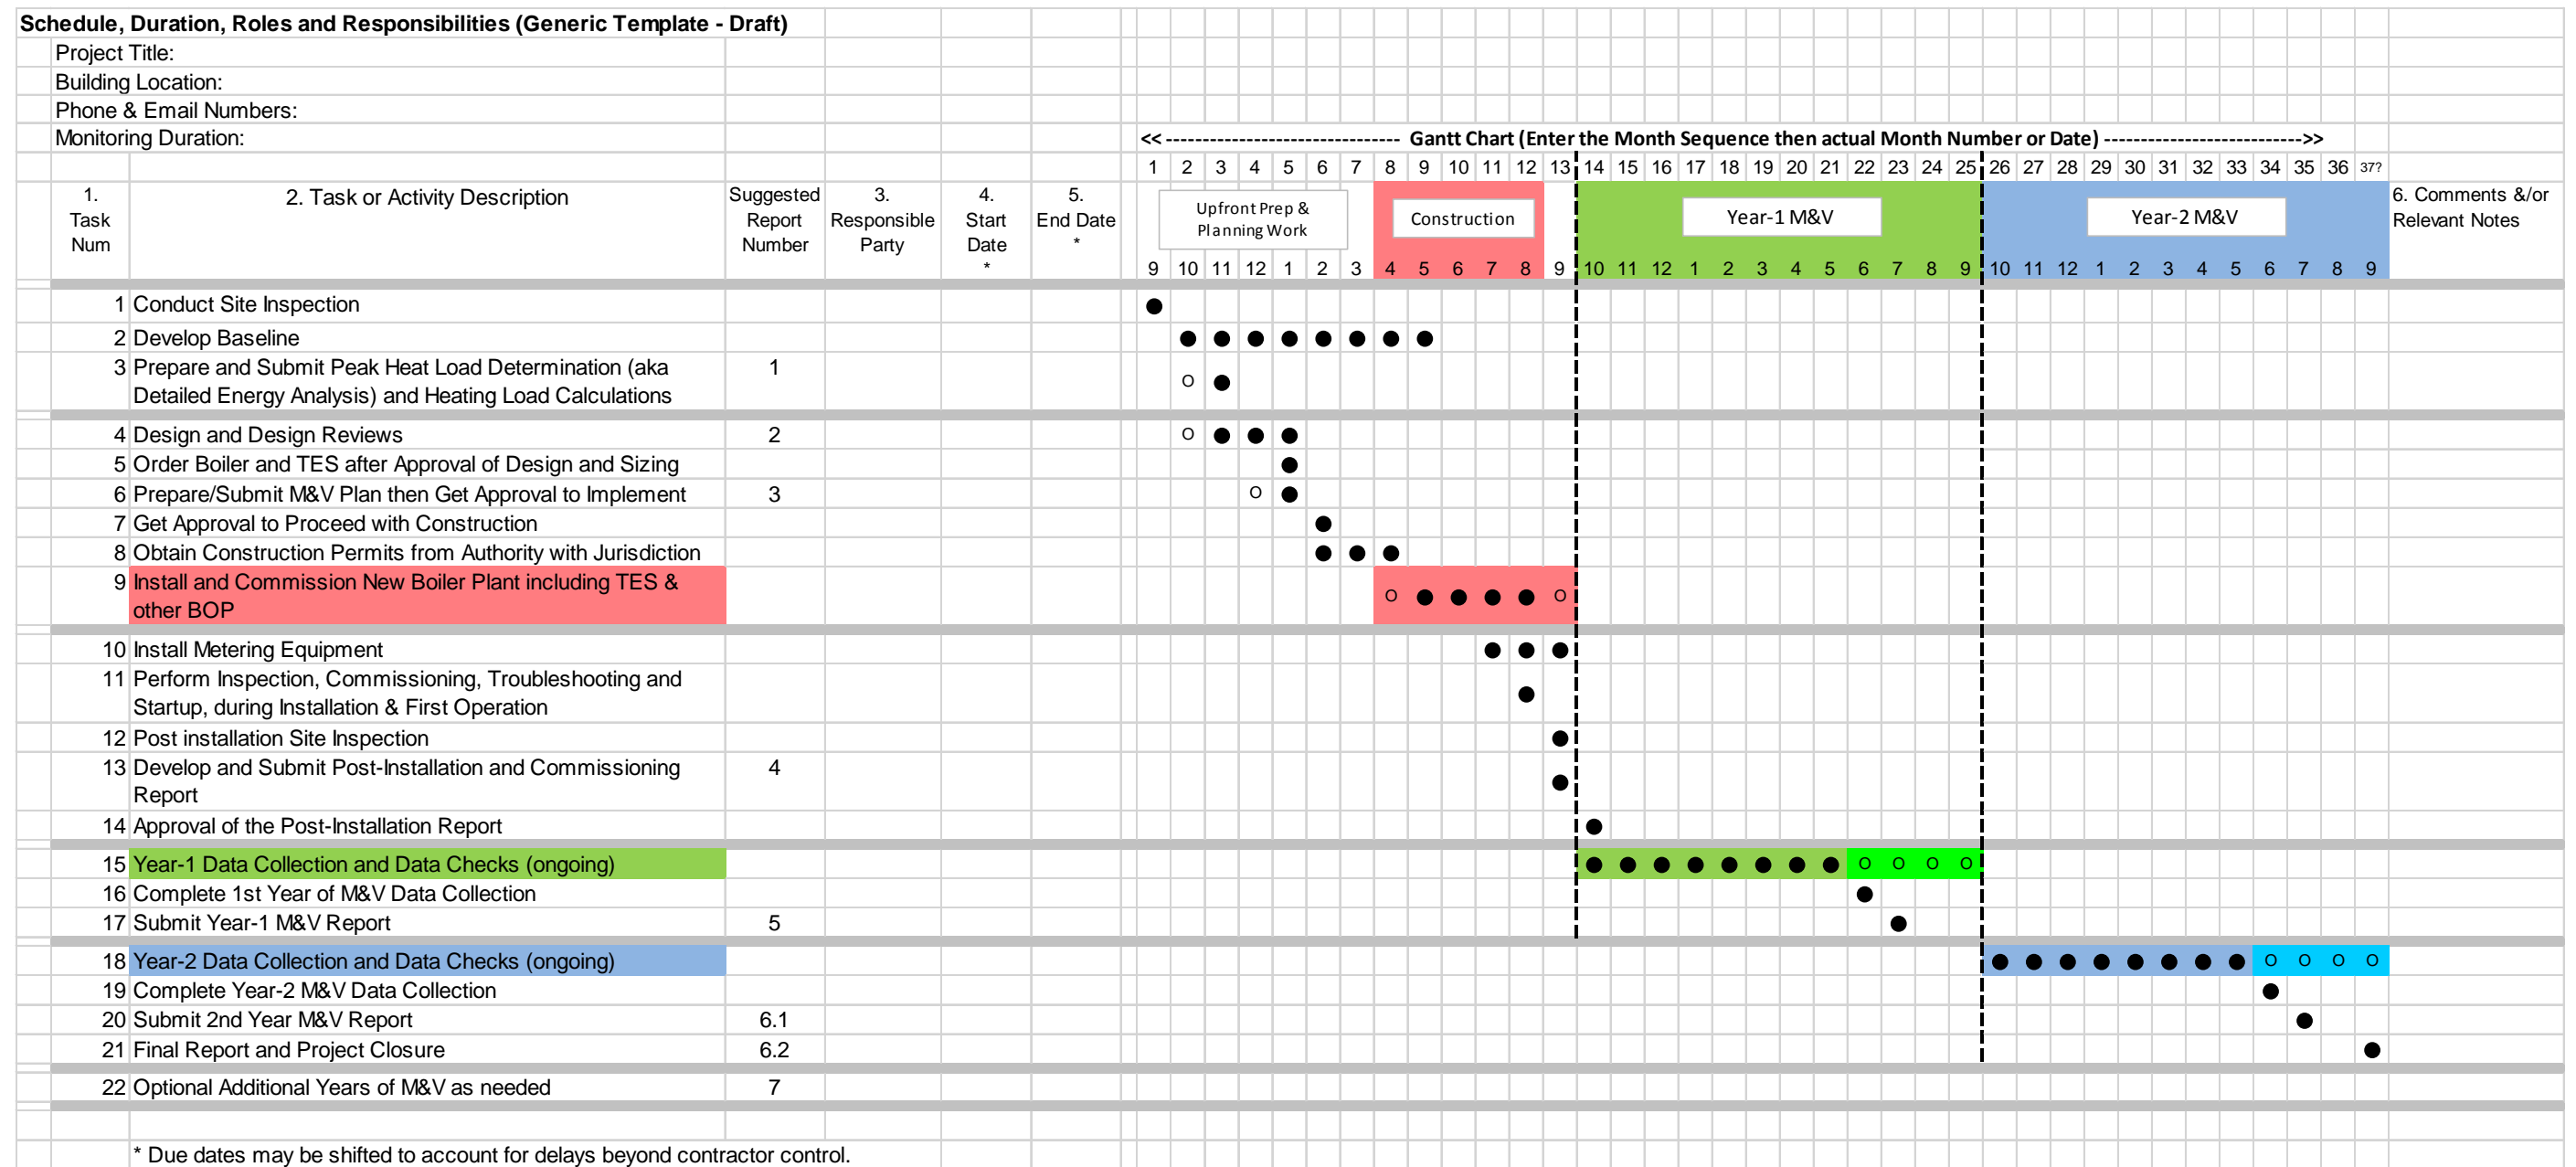 Schedule, Duration, Roles and Responsibilities (Generic Template - Draft)
Project Title:
Building Location:
Phone & Email Numbers:
Monitoring Duration:
<< -------------------------------- Gantt Chart (Enter the Month Sequence then actual Month Number or Date) --------------------------->>
1 2 3 4 5 6 7 8 9 10 11 12 13 14 15 16 17 18 19 20 21 22 23 24 25 26 27 28 29 30 31 32 33 34 35 36 37?
1.
Task
Num
2. Task or Activity Description
Suggested
Report
Number
3.
Responsible
Party
4.
Start
Date
*
5.
End Date
*
Upfront Prep &
Planning Work
Construction
Year-1 M&V
Year-2 M&V
6. Comments &/or
Relevant Notes
9 10 11 12 1 2 3 4 5 6 7 8 9 10 11 12 1 2 3 4 5 6 7 8 9 10 11 12 1 2 3 4 5 6 7 8 9
1 Conduct Site Inspection ●
2 Develop Baseline ● ● ● ● ● ● ● ●
3 Prepare and Submit Peak Heat Load Determination (aka
Detailed Energy Analysis) and Heating Load Calculations
1 O ●
4 Design and Design Reviews 2 O ● ● ●
5 Order Boiler and TES after Approval of Design and Sizing ●
6 Prepare/Submit M&V Plan then Get Approval to Implement 3 O ●
7 Get Approval to Proceed with Construction ●
8 Obtain Construction Permits from Authority with Jurisdiction ● ● ●
9 Install and Commission New Boiler Plant including TES &
other BOP
O ● ● ● ● O
10 Install Metering Equipment ● ● ●
11 Perform Inspection, Commissioning, Troubleshooting and
Startup, during Installation & First Operation
●
12 Post installation Site Inspection ●
13 Develop and Submit Post-Installation and Commissioning
Report
4 ●
14 Approval of the Post-Installation Report ●
15 Year-1 Data Collection and Data Checks (ongoing) ● ● ● ● ● ● ● ● O O O O
16 Complete 1st Year of M&V Data Collection ●
17 Submit Year-1 M&V Report 5 ●
18 Year-2 Data Collection and Data Checks (ongoing) ● ● ● ● ● ● ● ● O O O O
19 Complete Year-2 M&V Data Collection ●
20 Submit 2nd Year M&V Report 6.1 ●
21 Final Report and Project Closure 6.2 ●
22 Optional Additional Years of M&V as needed 7
* Due dates may be shifted to account for delays beyond contractor control.